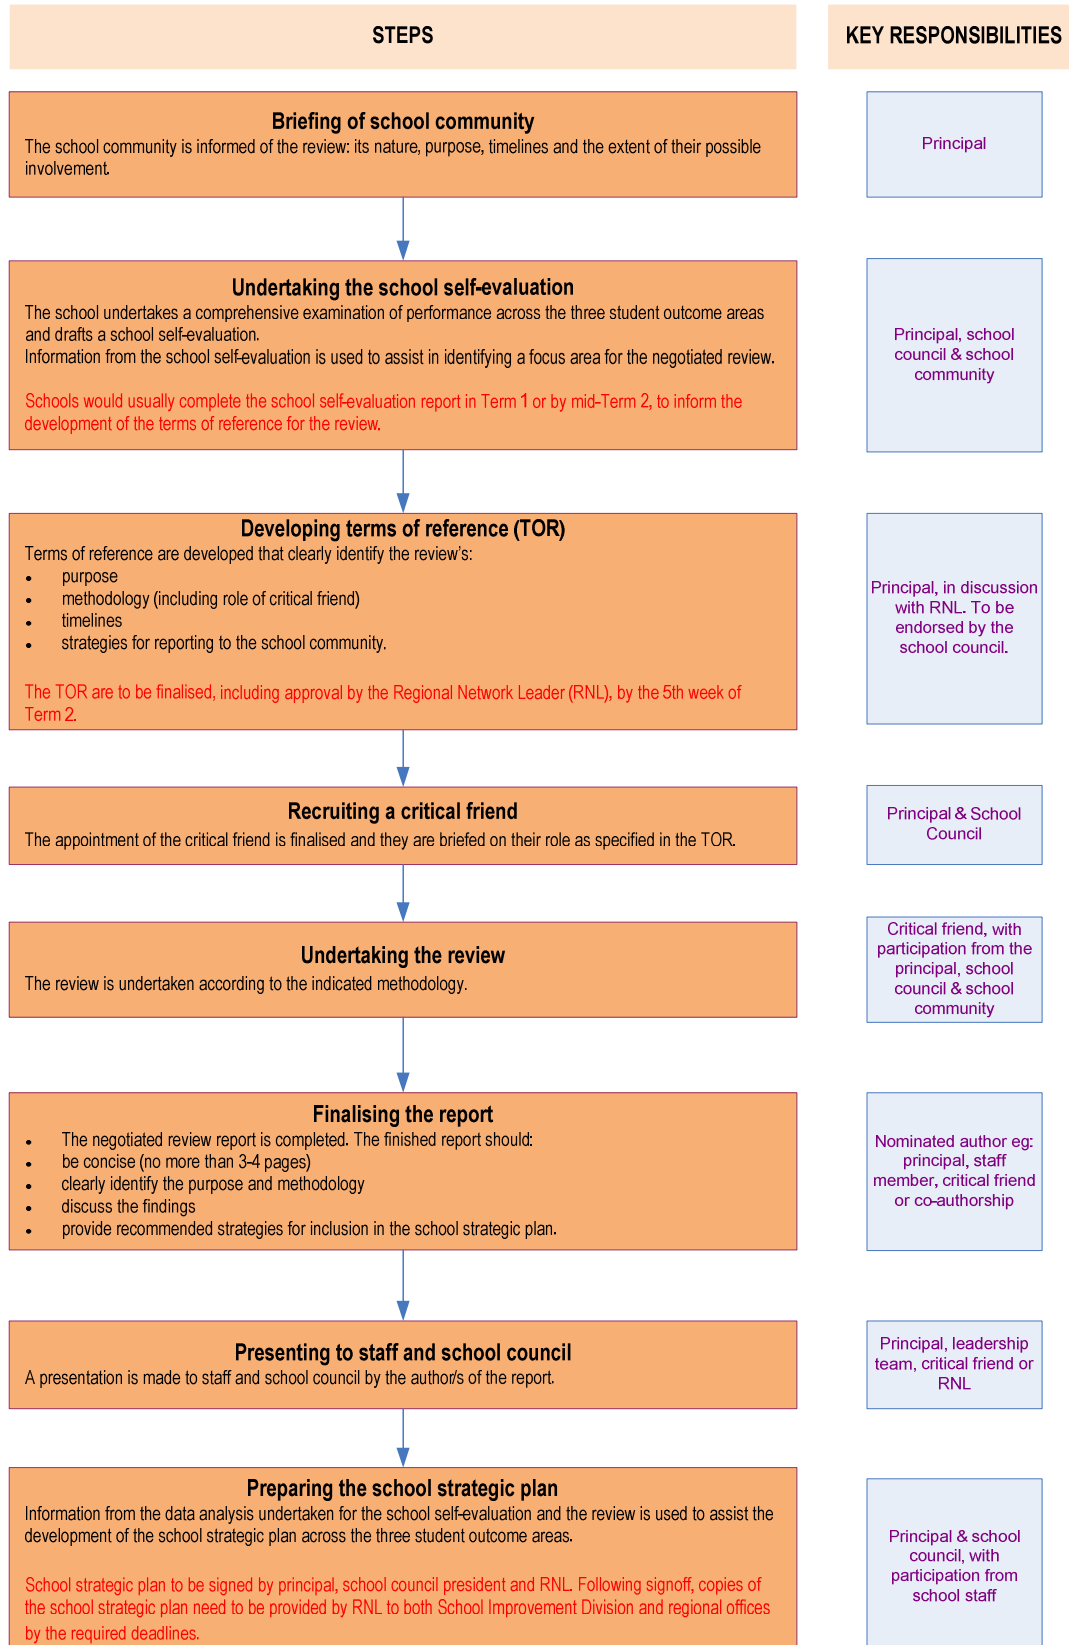 STEPS
KEY RESPONSIBILITIES
Briefing of school community
The school community is informed of the review: its nature, purpose, timelines and the extent of their possible
involvement.
Principal
Undertaking the school self-evaluation
The school undertakes a comprehensive examination of performance across the three student outcome areas
and drafts a school self-evaluation.
Information from the school self-evaluation is used to assist in identifying a focus area for the negotiated review.
Schools would usually complete the school self-evaluation report in Term 1 or by mid-Term 2, to inform the
development of the terms of reference for the review.
Principal, school
council & school
community
Developing terms of reference (TOR)
Terms of reference are developed that clearly identify the review's:
• purpose
• methodology (including role of critical friend)
• timelines
• strategies for reporting to the school community.
The TOR are to be finalised, including approval by the Regional Network Leader (RNL), by the 5th week of
Term 2.
Principal, in discussion
with RNL. To be
endorsed by the
school council.
Recruiting a critical friend
The appointment of the critical friend is finalised and they are briefed on their role as specified in the TOR.
Principal & School
Council
Undertaking the review
The review is undertaken according to the indicated methodology.
Critical friend, with
participation from the
principal, school
council & school
community
Finalising the report
• The negotiated review report is completed. The finished report should:
• be concise (no more than 3-4 pages)
• clearly identify the purpose and methodology
• discuss the findings
• provide recommended strategies for inclusion in the school strategic plan.
Nominated author eg:
principal, staff
member, critical friend
or co-authorship
Presenting to staff and school council
A presentation is made to staff and school council by the author/s of the report.
Principal, leadership
team, critical friend or
RNL
Preparing the school strategic plan
Information from the data analysis undertaken for the school self-evaluation and the review is used to assist the
development of the school strategic plan across the three student outcome areas.
School strategic plan to be signed by principal, school council president and RNL. Following signoff, copies of
the school strategic plan need to be provided by RNL to both School Improvement Division and regional offices
by the required deadlines.
Principal & school
council, with
participation from
school staff